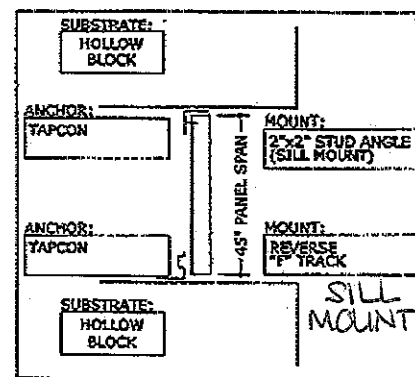 SUBSTRATE:
HOLLOW
BLOCK
ANCHOR:
TAPCON
MOUNT:
2"x2" STUD ANGLE
(SILL MOUNT)
45" PANEL SPAN
ANCHOR:
TAPCON
MOUNT:
REVERSE
"F" TRACK
SILL
MOUNT
SUBSTRATE:
HOLLOW
BLOCK